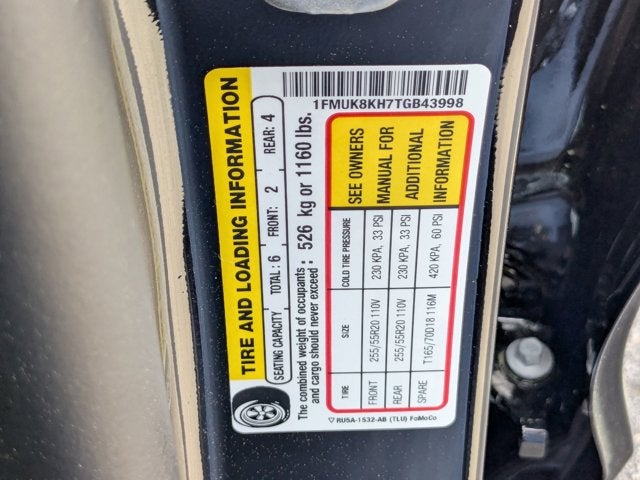 1FMUK8KH7TGB43998
TIRE AND LOADING INFORMATION
SEATING CAPACITY TOTAL: 6 FRONT: 2 REAR: 4
The combined weight of occupants
and cargo should never exceed: 526 kg or 1160 lbs.
TIRE SIZE COLD TIRE PRESSURE
FRONT 255/55R20 110V 230 KPA, 33 PSI
REAR 255/55R20 110V 230 KPA, 33 PSI
SPARE T165/70D18 116M 420 KPA, 60 PSI
SEE OWNERS
MANUAL FOR
ADDITIONAL
INFORMATION
RU5A-1532-AB (TLU) FoMoCo